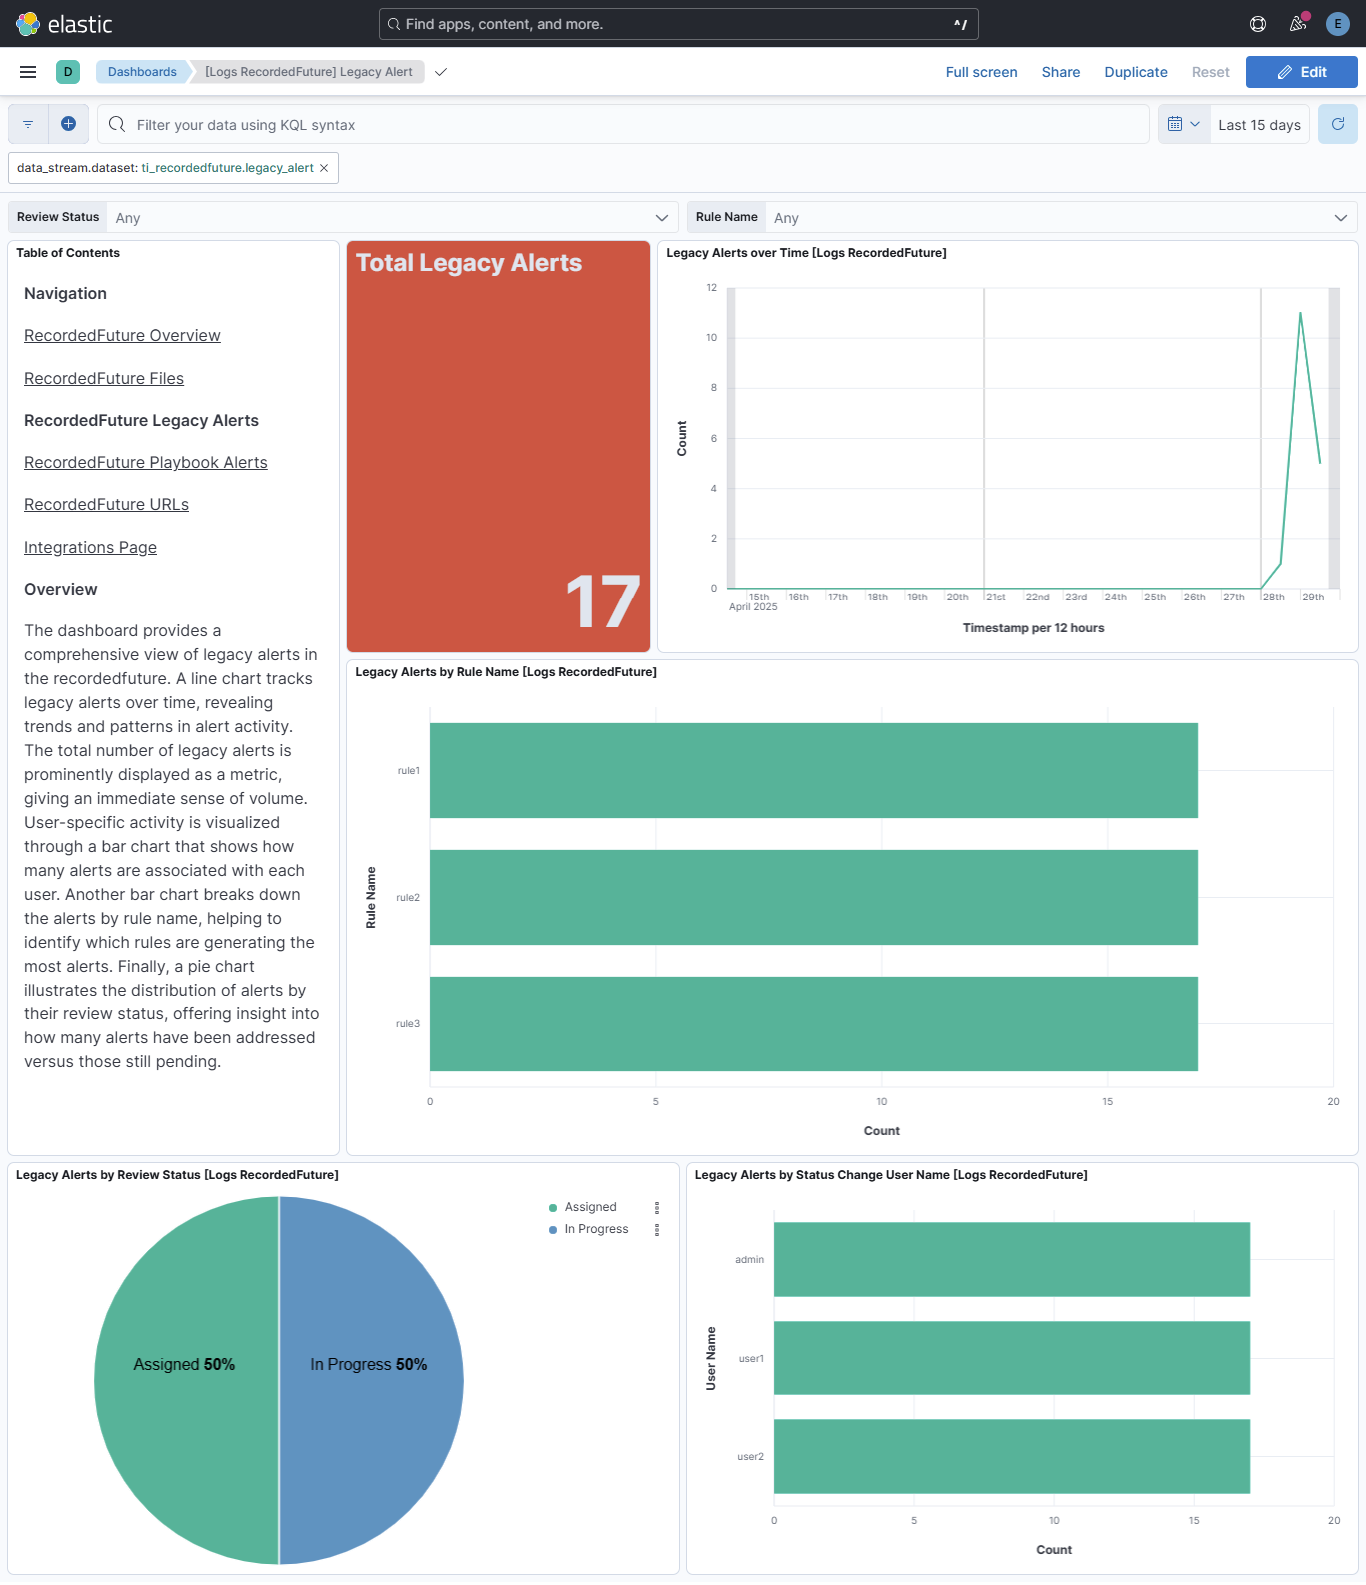 elastic
Find apps, content, and more.
^/
E
D
Dashboards
[Logs RecordedFuture] Legacy Alert
Full screen
Share
Duplicate
Reset
Edit
Filter your data using KQL syntax
Last 15 days
data_stream.dataset: ti_recordedfuture.legacy_alert
Review Status
Any
Rule Name
Any
Table of Contents
Navigation
RecordedFuture Overview
RecordedFuture Files
RecordedFuture Legacy Alerts
RecordedFuture Playbook Alerts
RecordedFuture URLs
Integrations Page
Overview
The dashboard provides a
comprehensive view of legacy alerts in
the recordedfuture. A line chart tracks
legacy alerts over time, revealing
trends and patterns in alert activity.
The total number of legacy alerts is
prominently displayed as a metric,
giving an immediate sense of volume.
User-specific activity is visualized
through a bar chart that shows how
many alerts are associated with each
user. Another bar chart breaks down
the alerts by rule name, helping to
identify which rules are generating the
most alerts. Finally, a pie chart
illustrates the distribution of alerts by
their review status, offering insight into
how many alerts have been addressed
versus those still pending.
Total Legacy Alerts
17
Legacy Alerts over Time [Logs RecordedFuture]
12
10
8
6
4
2
0
Count
15th
16th
17th
18th
19th
20th
21st
22nd
23rd
24th
25th
26th
27th
28th
29th
April 2025
Timestamp per 12 hours
Legacy Alerts by Rule Name [Logs RecordedFuture]
rule1
rule2
rule3
Rule Name
0
5
10
15
20
Count
Legacy Alerts by Review Status [Logs RecordedFuture]
Assigned
In Progress
Assigned 50%
In Progress 50%
Legacy Alerts by Status Change User Name [Logs RecordedFuture]
admin
user1
user2
User Name
0
5
10
15
20
Count